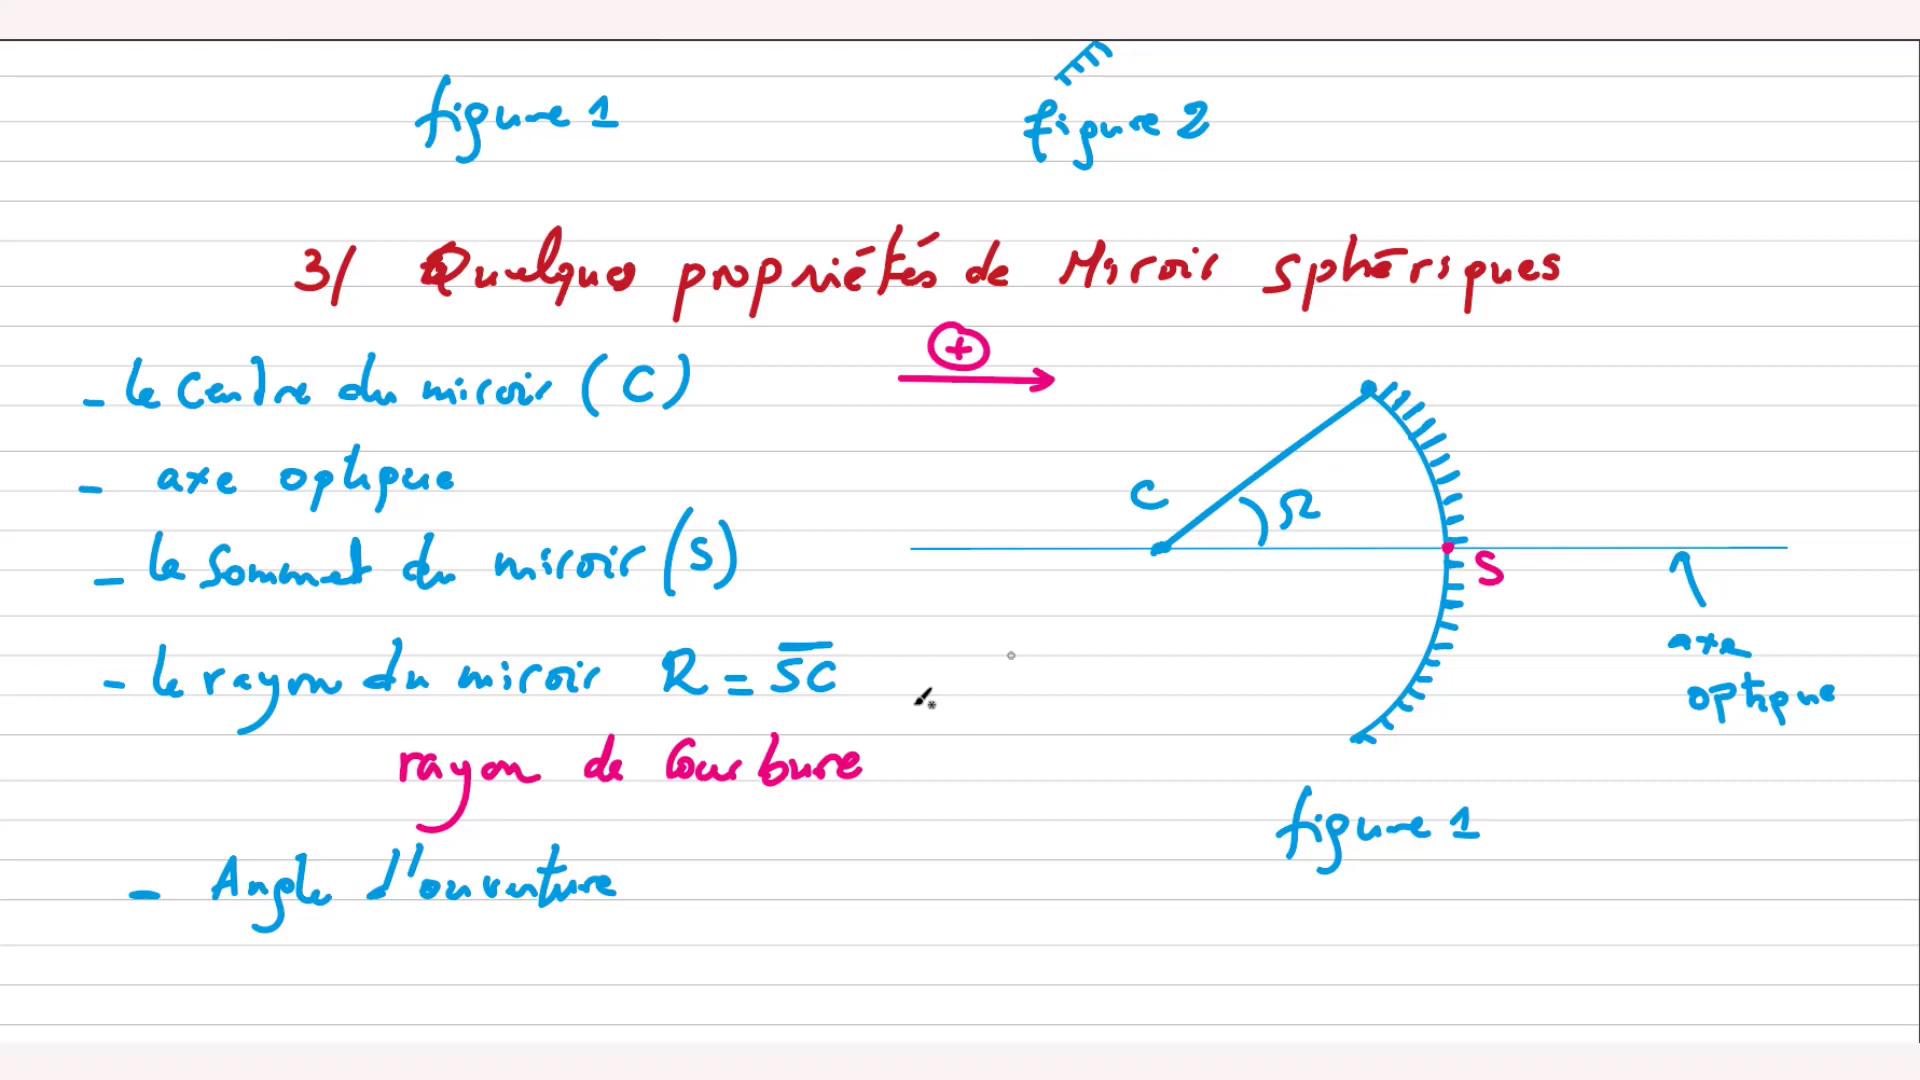 figure 1
figure 2
3/ Quelques propriétés de Miroir sphériques
- le Centre du miroir (C)
- axe optique
- le sommet du miroir (S)
- le rayon du miroir R = S̅C̅
rayon de Courbure
- Angle d'ouverture
+
C
Ω
S
axe
optique
figure 1